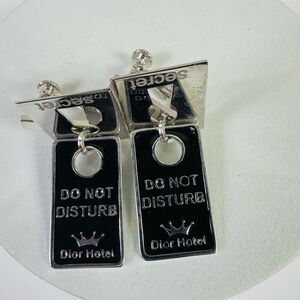 secret
secret
DO NOT
DISTURB
Dior Hotel
DO NOT
DISTURB
Dior Hotel